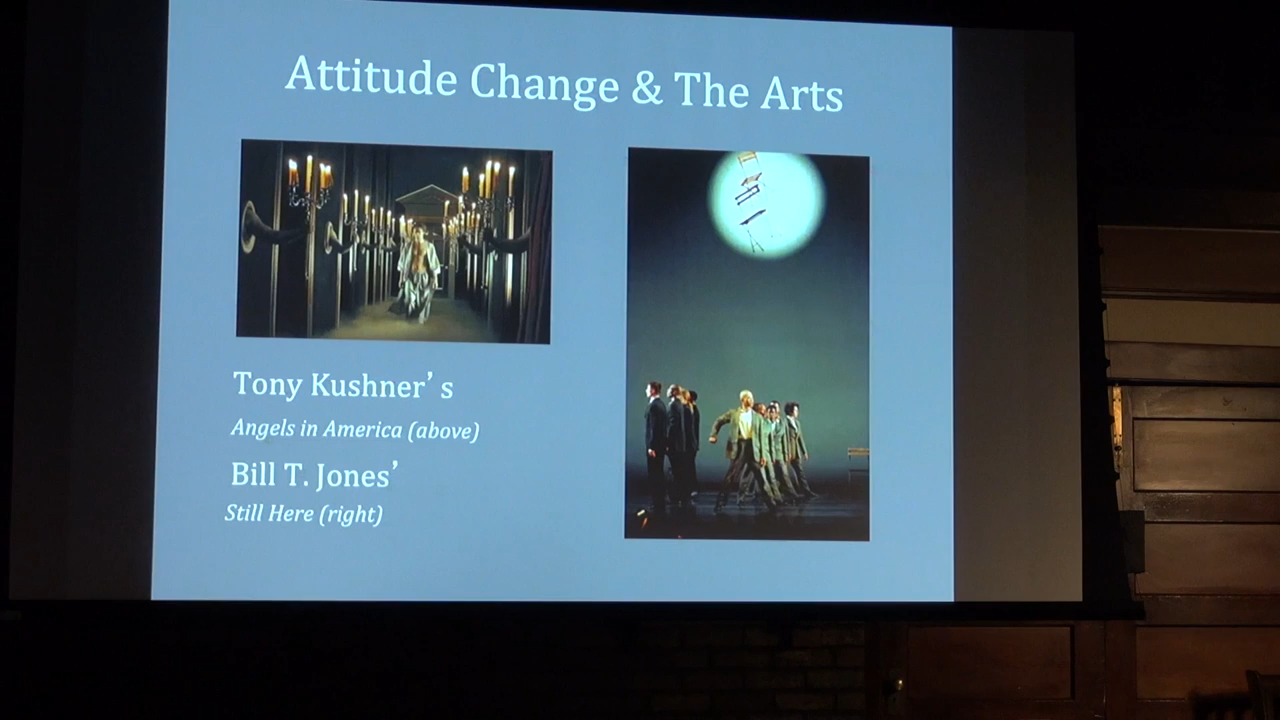 Attitude Change & The Arts
Tony Kushner’ s
Angels in America (above)
Bill T. Jones’
Still Here (right)